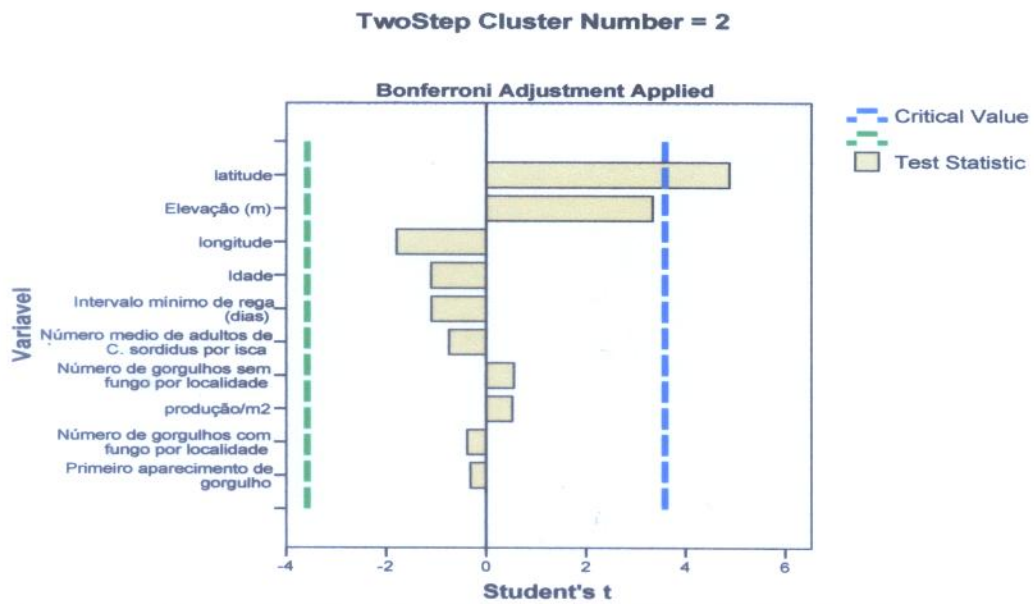 TwoStep Cluster Number = 2
Bonferroni Adjustment Applied
Critical Value
Test Statistic
Variavel
latitude
Elevação (m)
longitude
Idade
Intervalo mínimo de rega
(dias)
Número medio de adultos de
C. sordidus por isca
Número de gorgulhos sem
fungo por localidade
produção/m2
Número de gorgulhos com
fungo por localidade
Primeiro aparecimento de
gorgulho
-4 -2 0 2 4 6
Student's t